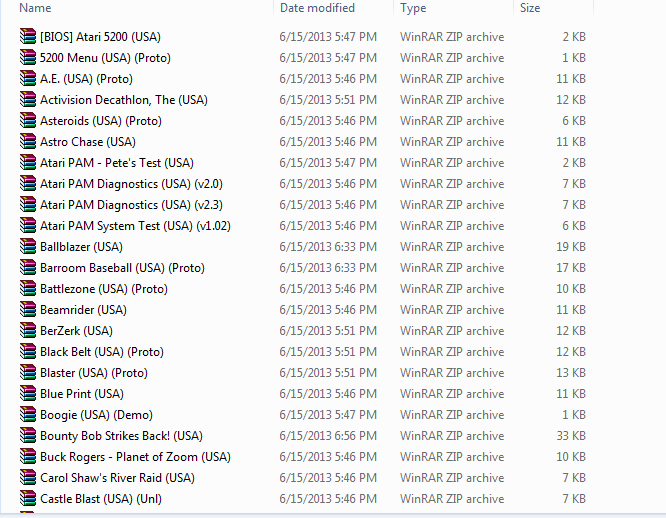 Name Date modified Type Size
[BIOS] Atari 5200 (USA) 6/15/2013 5:47 PM WinRAR ZIP archive 2 KB
5200 Menu (USA) (Proto) 6/15/2013 5:47 PM WinRAR ZIP archive 1 KB
A.E. (USA) (Proto) 6/15/2013 5:46 PM WinRAR ZIP archive 11 KB
Activision Decathlon, The (USA) 6/15/2013 5:51 PM WinRAR ZIP archive 12 KB
Asteroids (USA) (Proto) 6/15/2013 5:46 PM WinRAR ZIP archive 6 KB
Astro Chase (USA) 6/15/2013 5:46 PM WinRAR ZIP archive 11 KB
Atari PAM - Pete's Test (USA) 6/15/2013 5:47 PM WinRAR ZIP archive 2 KB
Atari PAM Diagnostics (USA) (v2.0) 6/15/2013 5:46 PM WinRAR ZIP archive 7 KB
Atari PAM Diagnostics (USA) (v2.3) 6/15/2013 5:46 PM WinRAR ZIP archive 7 KB
Atari PAM System Test (USA) (v1.02) 6/15/2013 5:46 PM WinRAR ZIP archive 6 KB
Ballblazer (USA) 6/15/2013 6:33 PM WinRAR ZIP archive 19 KB
Barroom Baseball (USA) (Proto) 6/15/2013 6:33 PM WinRAR ZIP archive 17 KB
Battlezone (USA) (Proto) 6/15/2013 5:46 PM WinRAR ZIP archive 10 KB
Beamrider (USA) 6/15/2013 5:46 PM WinRAR ZIP archive 11 KB
BerZerk (USA) 6/15/2013 5:51 PM WinRAR ZIP archive 12 KB
Black Belt (USA) (Proto) 6/15/2013 5:51 PM WinRAR ZIP archive 12 KB
Blaster (USA) (Proto) 6/15/2013 5:51 PM WinRAR ZIP archive 13 KB
Blue Print (USA) 6/15/2013 5:46 PM WinRAR ZIP archive 11 KB
Boogie (USA) (Demo) 6/15/2013 5:47 PM WinRAR ZIP archive 1 KB
Bounty Bob Strikes Back! (USA) 6/15/2013 6:56 PM WinRAR ZIP archive 33 KB
Buck Rogers - Planet of Zoom (USA) 6/15/2013 5:46 PM WinRAR ZIP archive 10 KB
Carol Shaw's River Raid (USA) 6/15/2013 5:46 PM WinRAR ZIP archive 7 KB
Castle Blast (USA) (Unl) 6/15/2013 5:46 PM WinRAR ZIP archive 7 KB